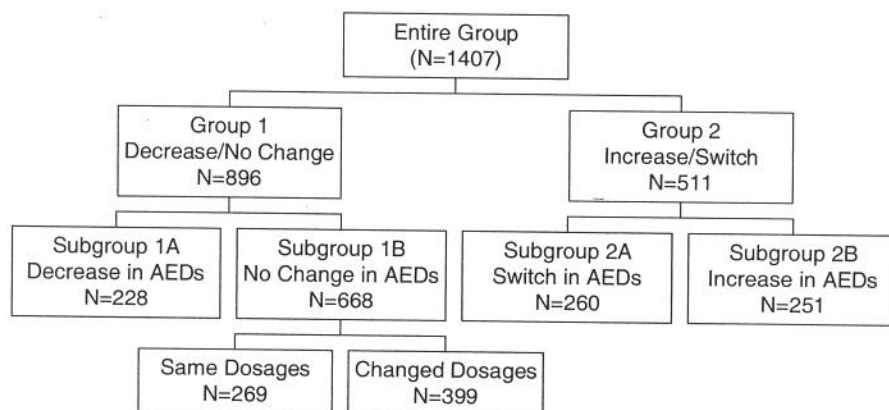 Entire Group
(N=1407)
Group 1
Decrease/No Change
N=896
Group 2
Increase/Switch
N=511
Subgroup 1A
Decrease in AEDs
N=228
Subgroup 1B
No Change in AEDs
N=668
Subgroup 2A
Switch in AEDs
N=260
Subgroup 2B
Increase in AEDs
N=251
Same Dosages
N=269
Changed Dosages
N=399